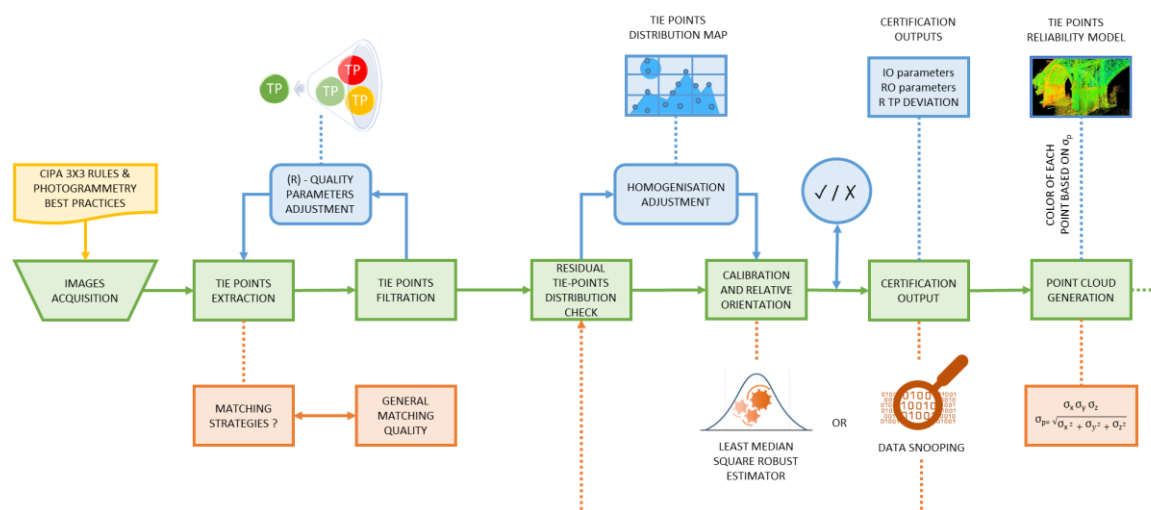 TIE POINTS
DISTRIBUTION MAP
CERTIFICATION
OUTPUTS
TIE POINTS
RELIABILITY MODEL
TP
TP
TP
TP
IO parameters
RO parameters
R TP DEVIATION
CIPA 3X3 RULES &
PHOTOGRAMMETRY
BEST PRACTICES
(R) - QUALITY
PARAMETERS
ADJUSTMENT
HOMOGENISATION
ADJUSTMENT
✓ / X
COLOR OF EACH
POINT BASED ON σp
IMAGES
ACQUISITION
TIE POINTS
EXTRACTION
TIE POINTS
FILTRATION
RESIDUAL
TIE-POINTS
DISTRIBUTION
CHECK
CALIBRATION
AND RELATIVE
ORIENTATION
CERTIFICATION
OUTPUT
POINT CLOUD
GENERATION
MATCHING
STRATEGIES ?
GENERAL
MATCHING
QUALITY
LEAST MEDIAN
SQUARE ROBUST
ESTIMATOR
OR
DATA SNOOPING
σx σy σz
σp= √σx² + σy² + σz²